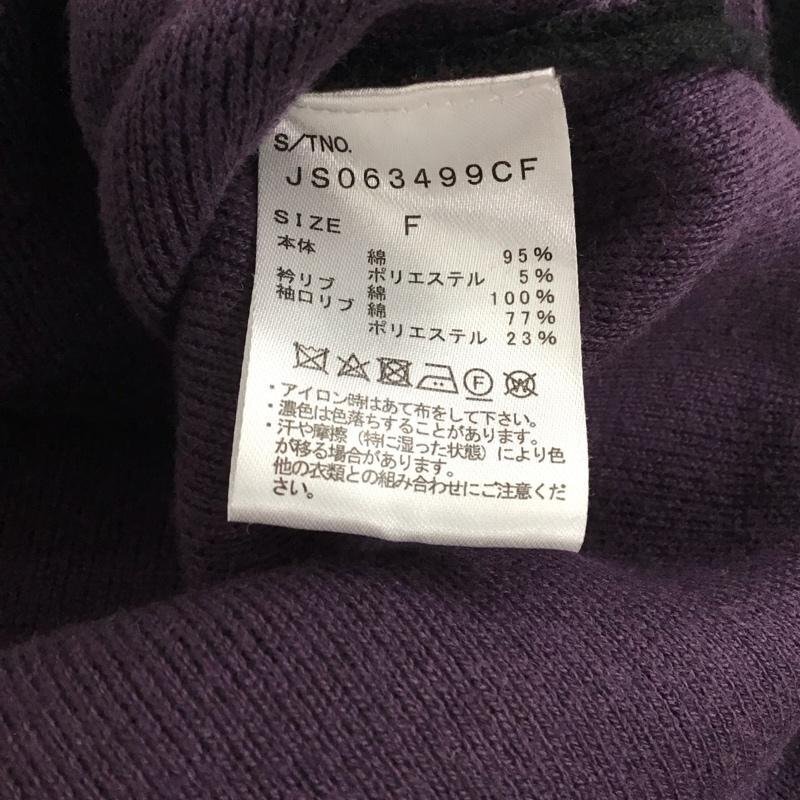 S/TNO.
JS063499CF
SIZE F
本体 綿 95%
ポリエステル 5%
衿リブ 綿 100%
袖口リブ 綿 77%
ポリエステル 23%
F W
・アイロン時はあて布をして下さい。
・濃色は色落ちすることがあります。
・汗や摩擦(特に湿った状態)により色
が移る場合があります。
他の衣類との組み合わせにご注意くだ
さい。